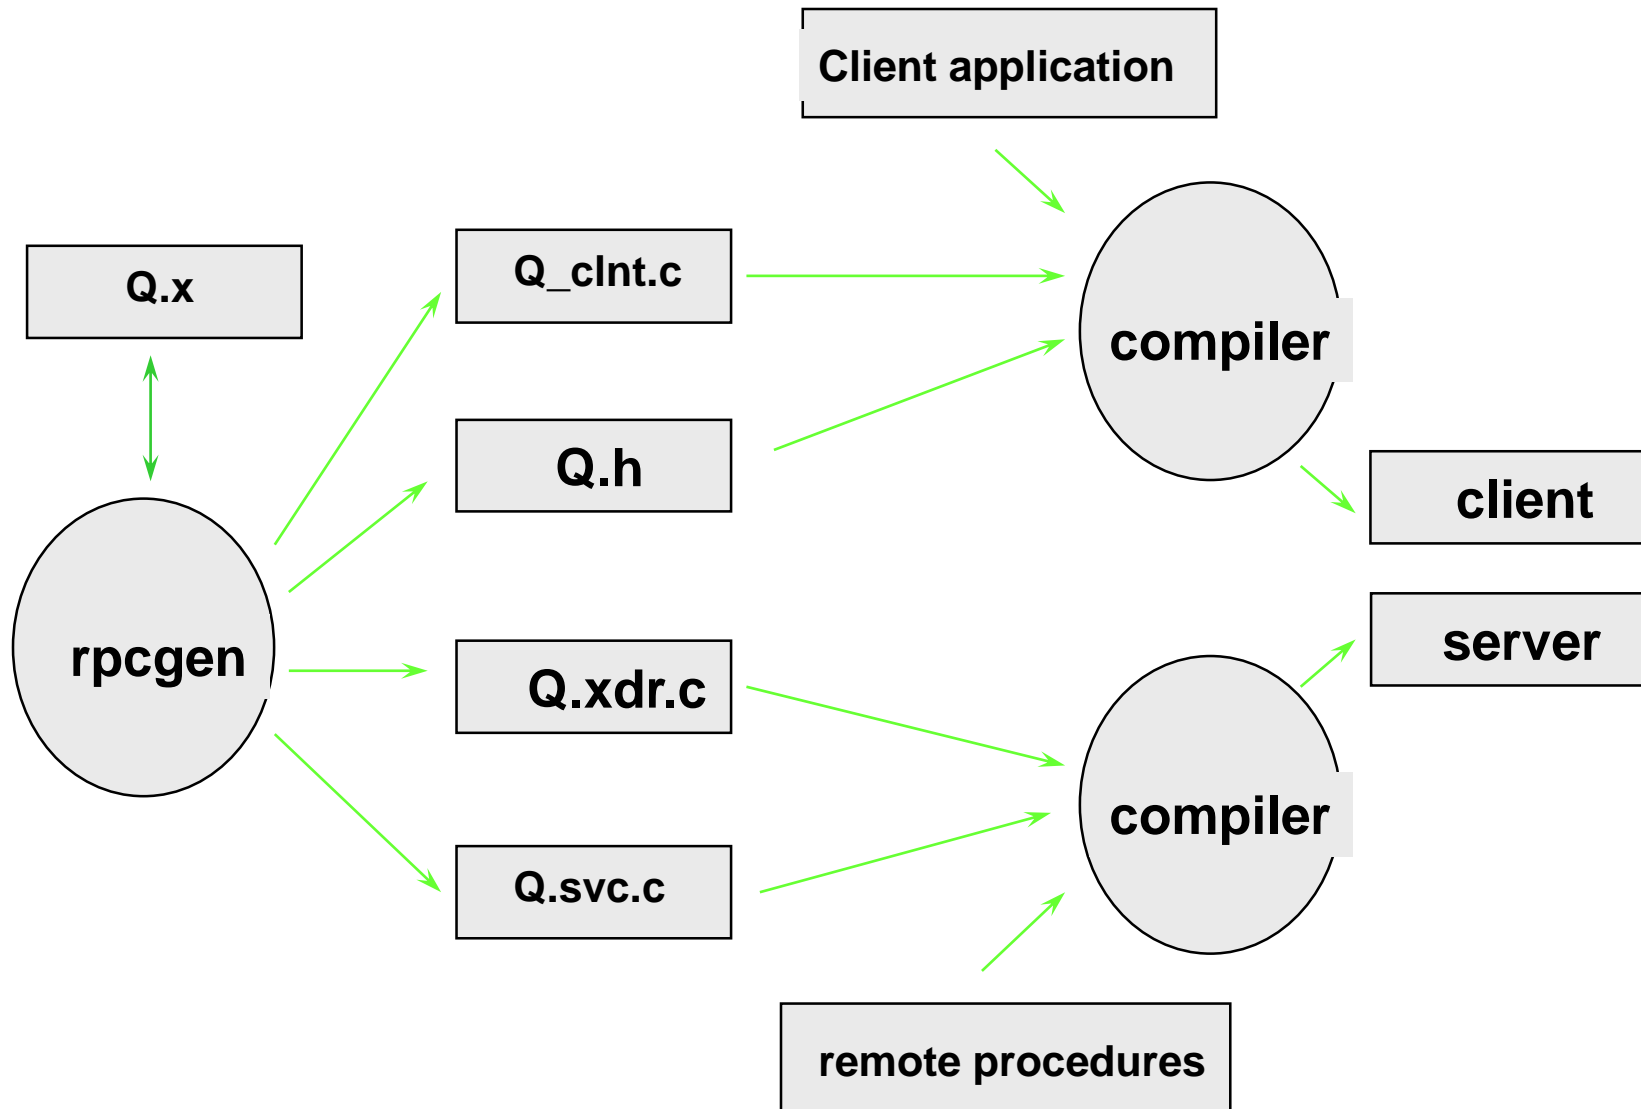 Client application
Q.x
Q_clnt.c
compiler
Q.h
client
rpcgen
Q.xdr.c
server
compiler
Q.svc.c
remote procedures